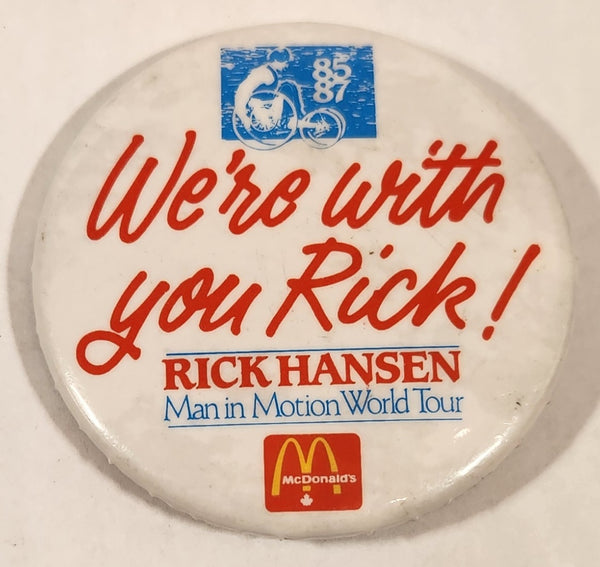 85
87
We're with
you Rick!
RICK HANSEN
Man in Motion World Tour
McDonald's